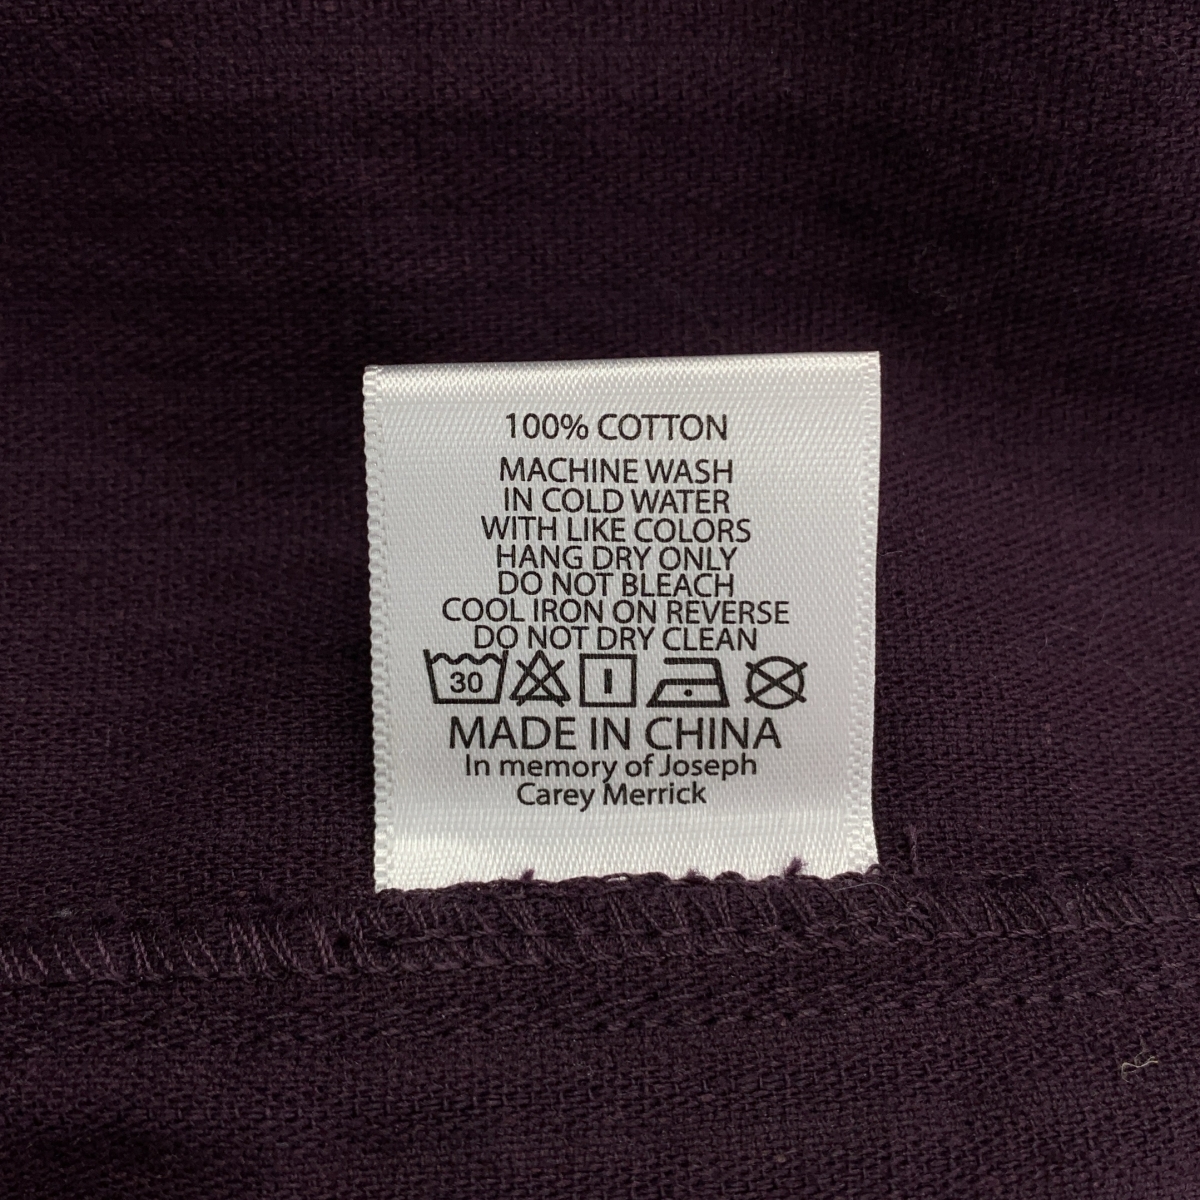 100% COTTON
MACHINE WASH
IN COLD WATER
WITH LIKE COLORS
HANG DRY ONLY
DO NOT BLEACH
COOL IRON ON REVERSE
DO NOT DRY CLEAN
30
MADE IN CHINA
In memory of Joseph
Carey Merrick